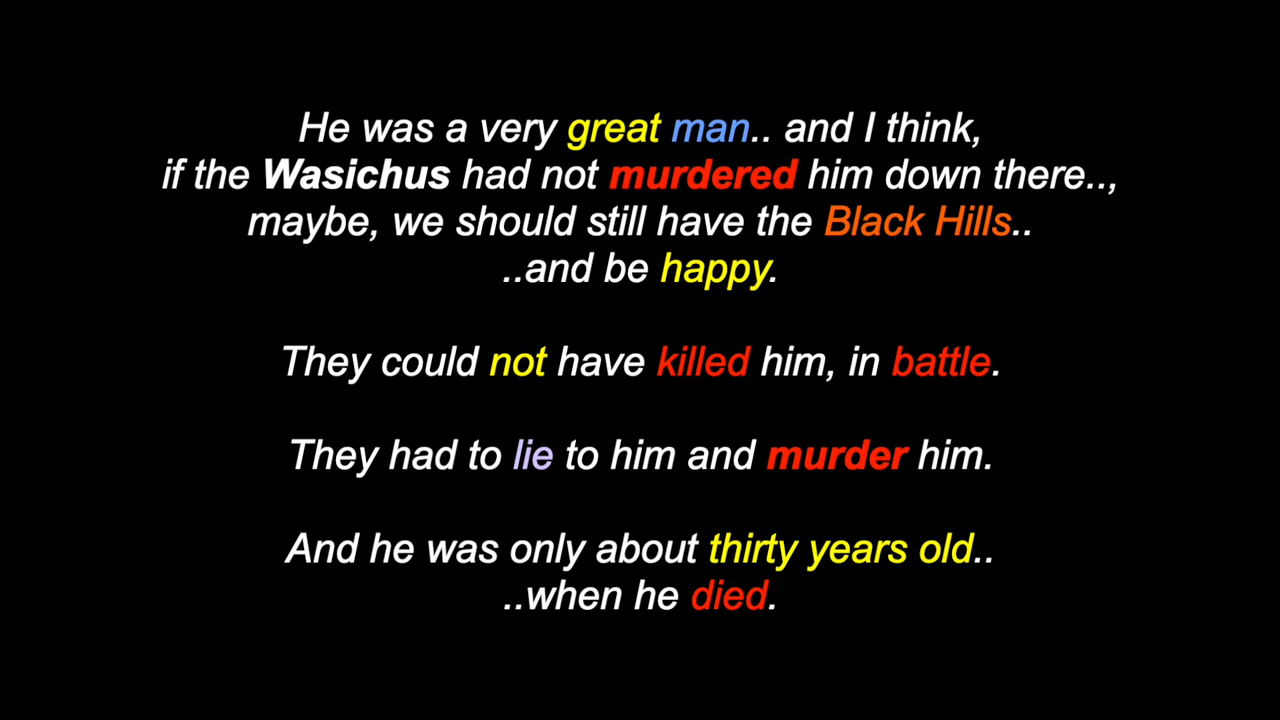 He was a very great man.. and I think,
if the Wasichus had not murdered him down there..,
maybe, we should still have the Black Hills..
..and be happy.
They could not have killed him, in battle.
They had to lie to him and murder him.
And he was only about thirty years old..
..when he died.